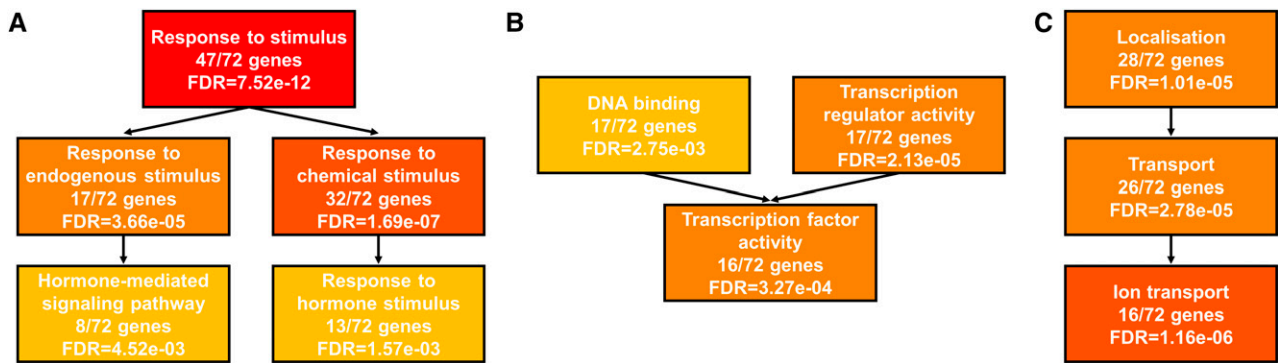 A
Response to stimulus
47/72 genes
FDR=7.52e-12
Response to
endogenous stimulus
17/72 genes
FDR=3.66e-05
Response to
chemical stimulus
32/72 genes
FDR=1.69e-07
Hormone-mediated
signaling pathway
8/72 genes
FDR=4.52e-03
Response to
hormone stimulus
13/72 genes
FDR=1.57e-03
B
DNA binding
17/72 genes
FDR=2.75e-03
Transcription
regulator activity
17/72 genes
FDR=2.13e-05
Transcription factor
activity
16/72 genes
FDR=3.27e-04
C
Localisation
28/72 genes
FDR=1.01e-05
Transport
26/72 genes
FDR=2.78e-05
Ion transport
16/72 genes
FDR=1.16e-06